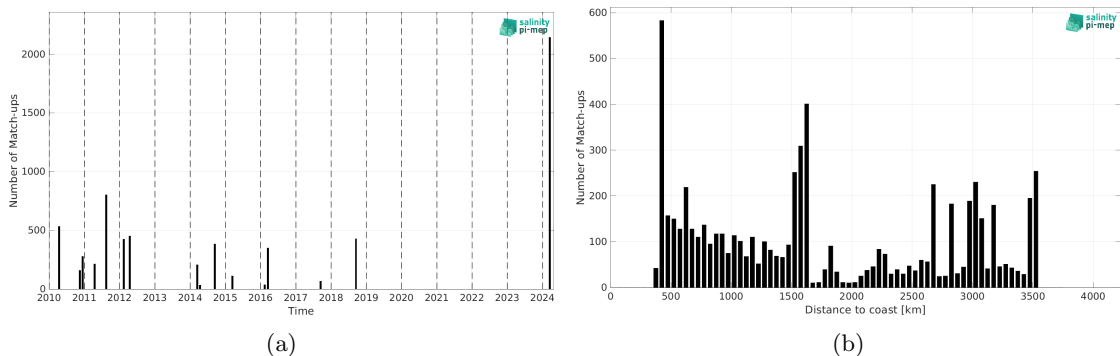 salinity
pi-mep
Number of Match-ups
2000
1500
1000
500
0
2010 2011 2012 2013 2014 2015 2016 2017 2018 2019 2020 2021 2022 2023 2024
Time
(a)
salinity
pi-mep
Number of Match-ups
600
500
400
300
200
100
0
0 500 1000 1500 2000 2500 3000 3500 4000
Distance to coast [km]
(b)